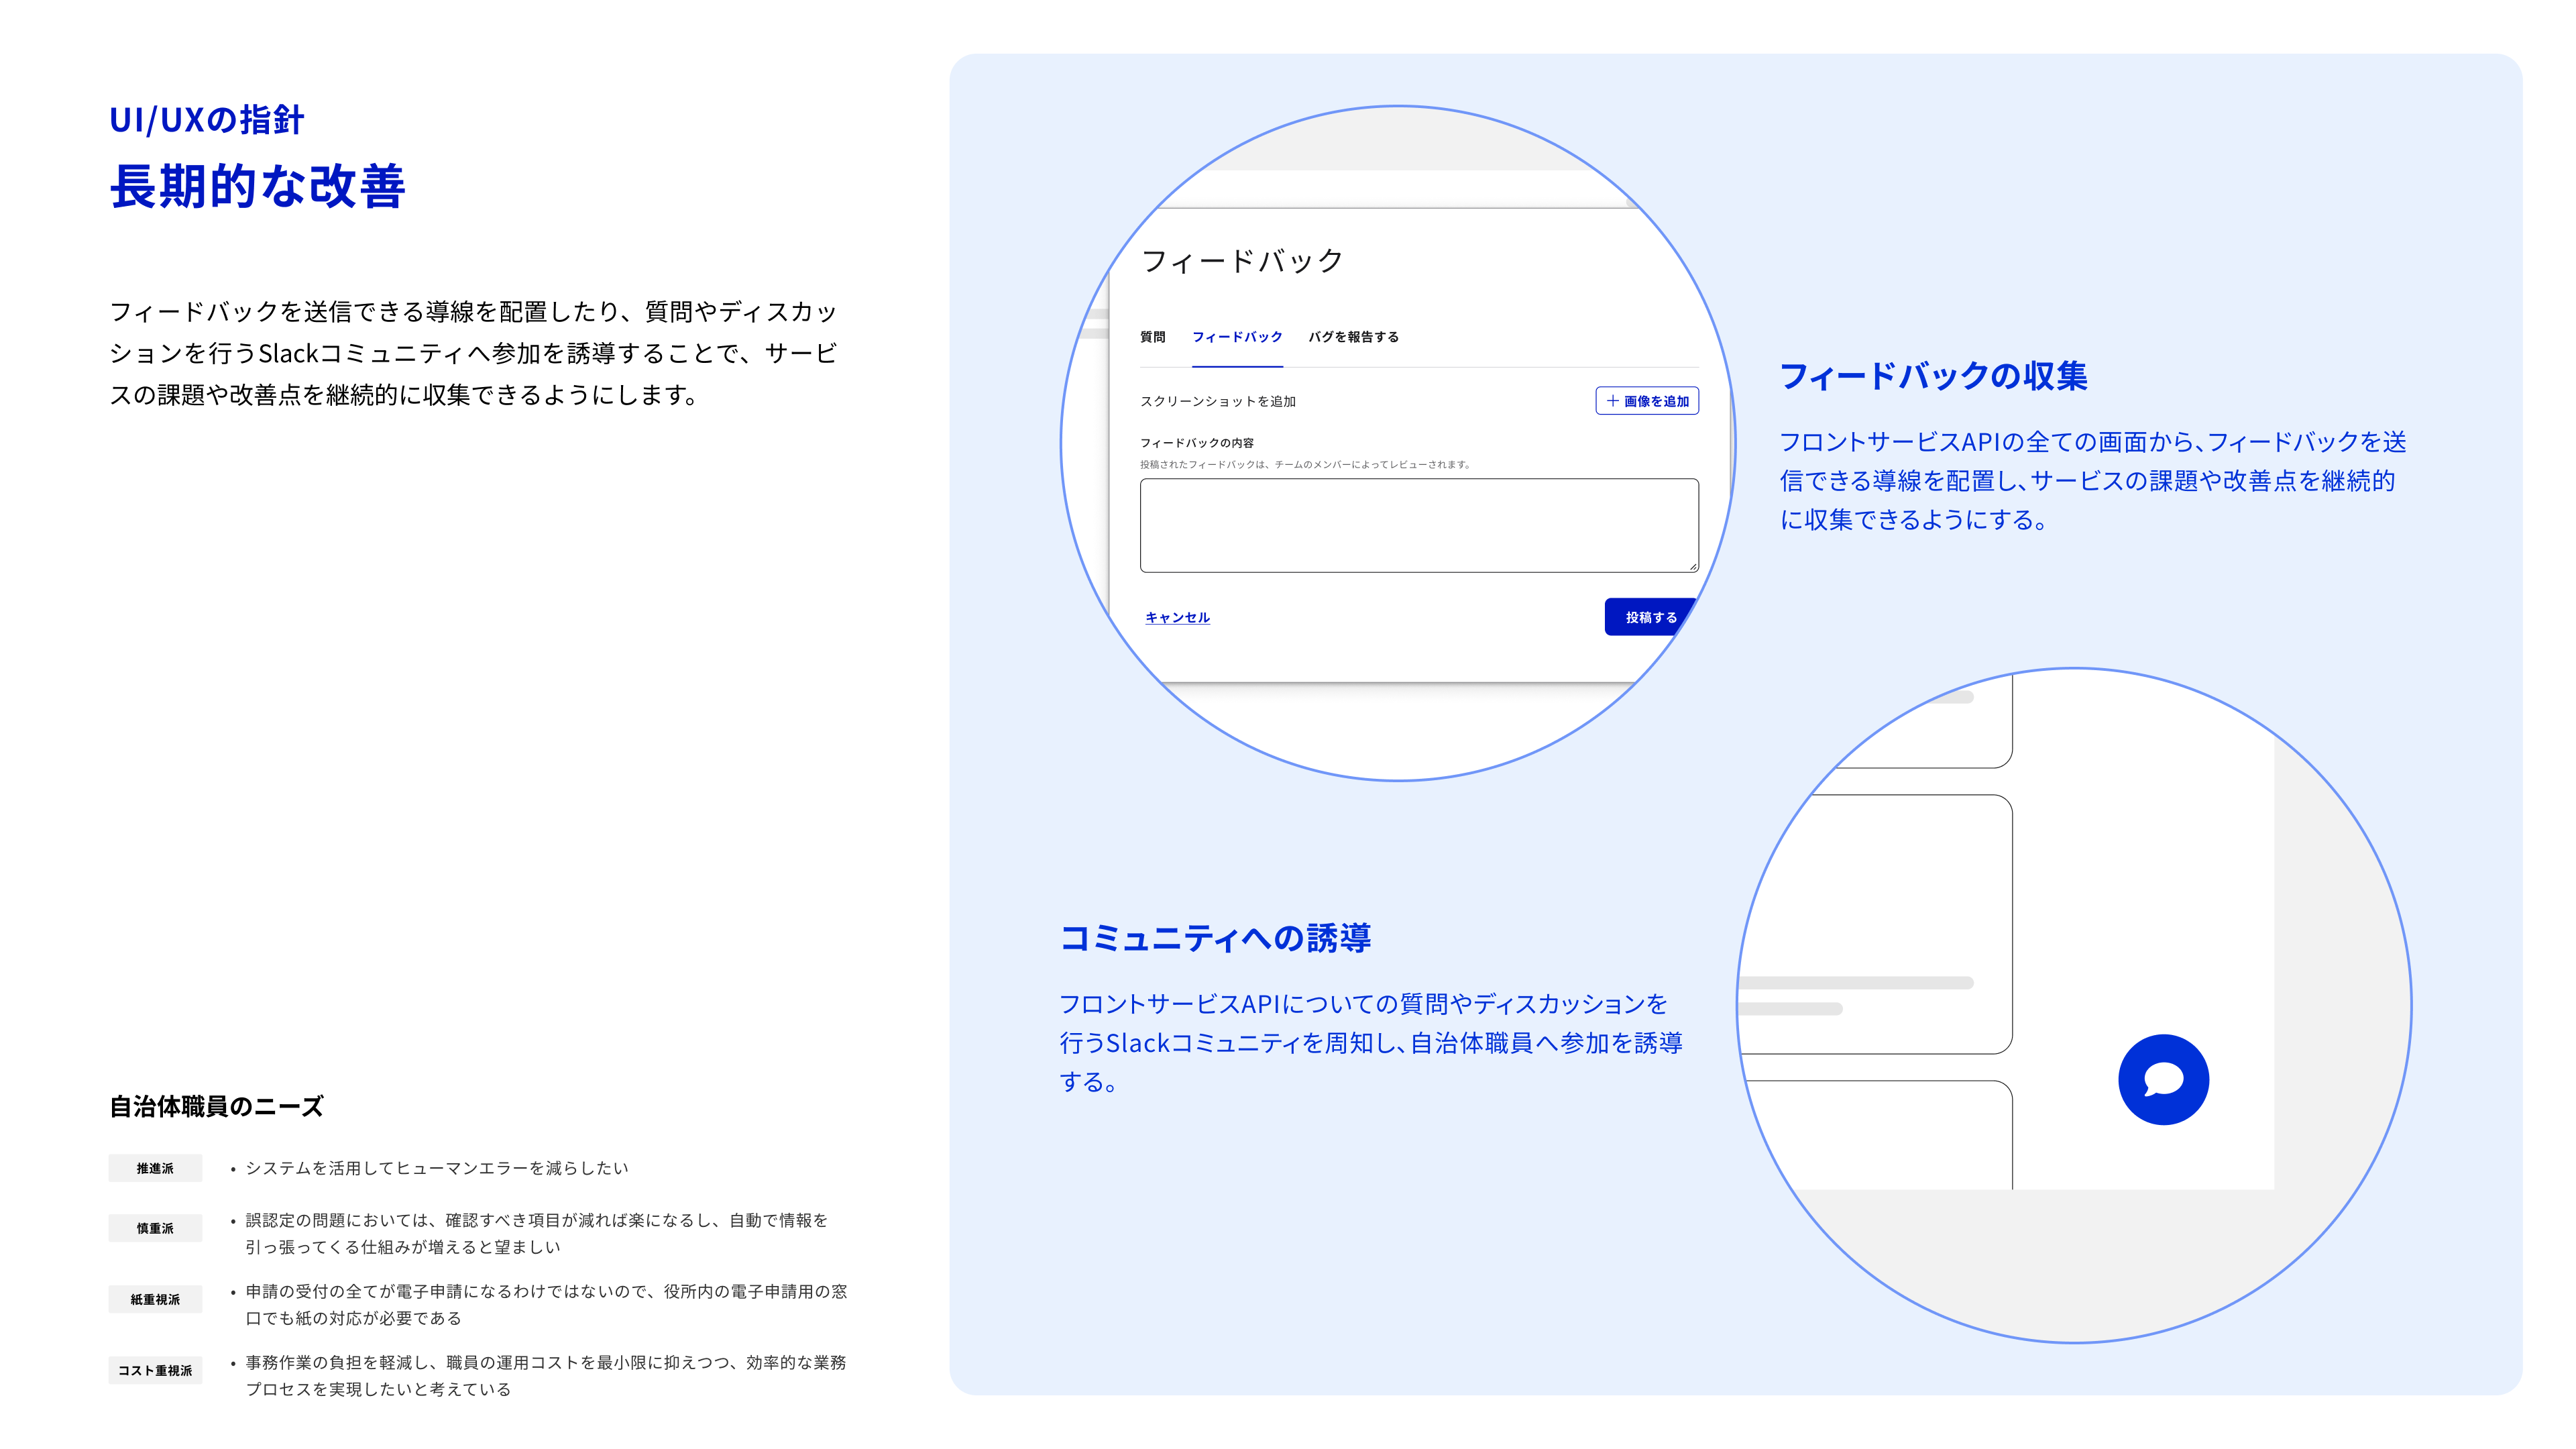 UI/UXの指針
長期的な改善
フィードバックを送信できる導線を配置したり、質問やディスカッ
ションを行うSlackコミュニティへ参加を誘導することで、サービ
スの課題や改善点を継続的に収集できるようにします。
自治体職員のニーズ
推進派
• システムを活用してヒューマンエラーを減らしたい
慎重派
• 誤認定の問題においては、確認すべき項目が減れば楽になるし、自動で情報を
引っ張ってくる仕組みが増えると望ましい
紙重視派
• 申請の受付の全てが電子申請になるわけではないので、役所内の電子申請用の窓
口でも紙の対応が必要である
コスト重視派
• 事務作業の負担を軽減し、職員の運用コストを最小限に抑えつつ、効率的な業務
プロセスを実現したいと考えている
フィードバック
質問 フィードバック バグを報告する
スクリーンショットを追加 ＋ 画像を追加
フィードバックの内容
投稿されたフィードバックは、チームのメンバーによってレビューされます。
キャンセル 投稿する
フィードバックの収集
フロントサービスAPIの全ての画面から、フィードバックを送
信できる導線を配置し、サービスの課題や改善点を継続的
に収集できるようにする。
コミュニティへの誘導
フロントサービスAPIについての質問やディスカッションを
行うSlackコミュニティを周知し、自治体職員へ参加を誘導
する。